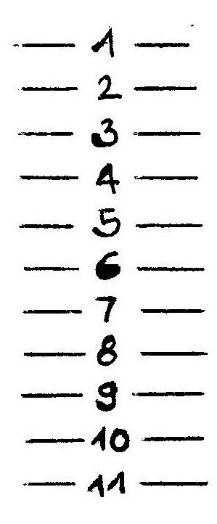 — 1 —
— 2 —
— 3 —
— 4 —
— 5 —
— 6 —
— 7 —
— 8 —
— 9 —
— 10 —
— 11 —